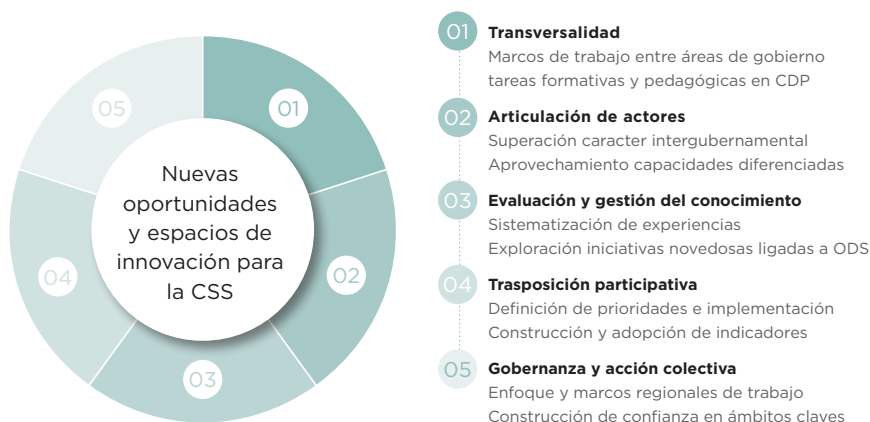 01
05
02
04
03
Nuevas
oportunidades
y espacios de
innovación para
la CSS
01
Transversalidad
Marcos de trabajo entre áreas de gobierno
tareas formativas y pedagógicas en CDP
02
Articulación de actores
Superación caracter intergubernamental
Aprovechamiento capacidades diferenciadas
03
Evaluación y gestión del conocimiento
Sistematización de experiencias
Exploración iniciativas novedosas ligadas a ODS
04
Trasposición participativa
Definición de prioridades e implementación
Construcción y adopción de indicadores
05
Gobernanza y acción colectiva
Enfoque y marcos regionales de trabajo
Construcción de confianza en ámbitos claves